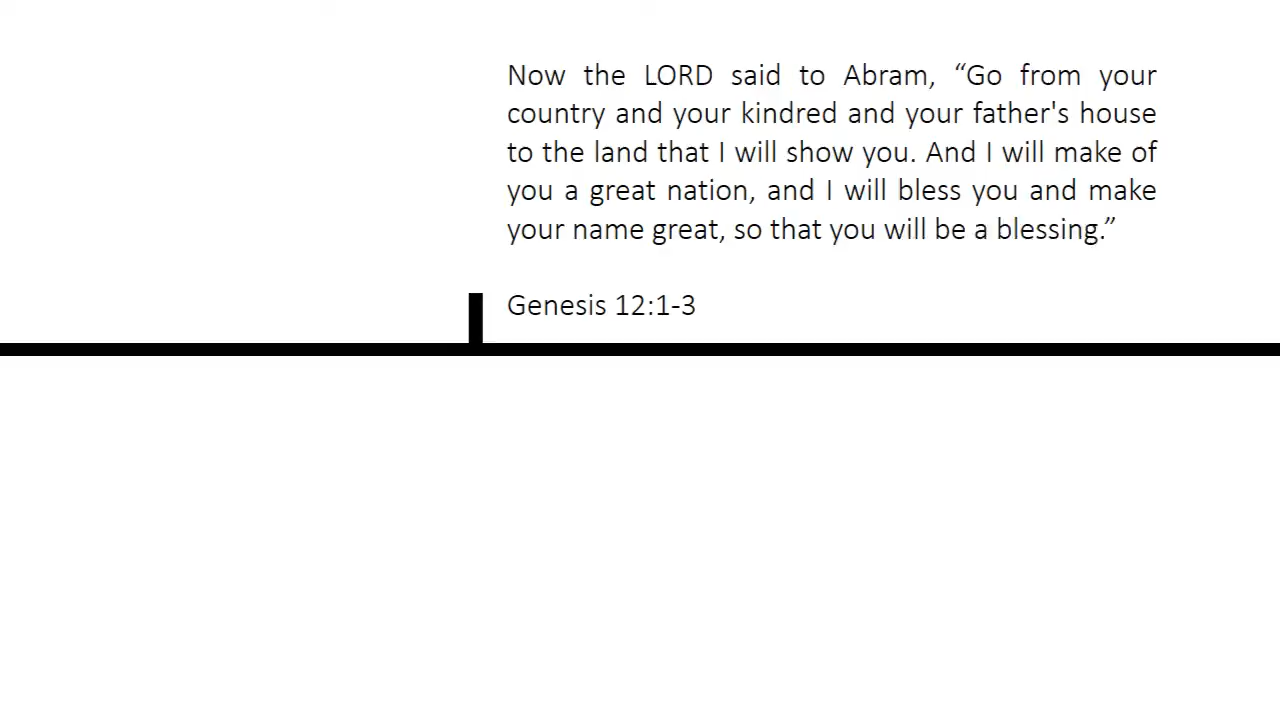 Now the LORD said to Abram, “Go from your
country and your kindred and your father's house
to the land that I will show you. And I will make of
you a great nation, and I will bless you and make
your name great, so that you will be a blessing.”
Genesis 12:1-3